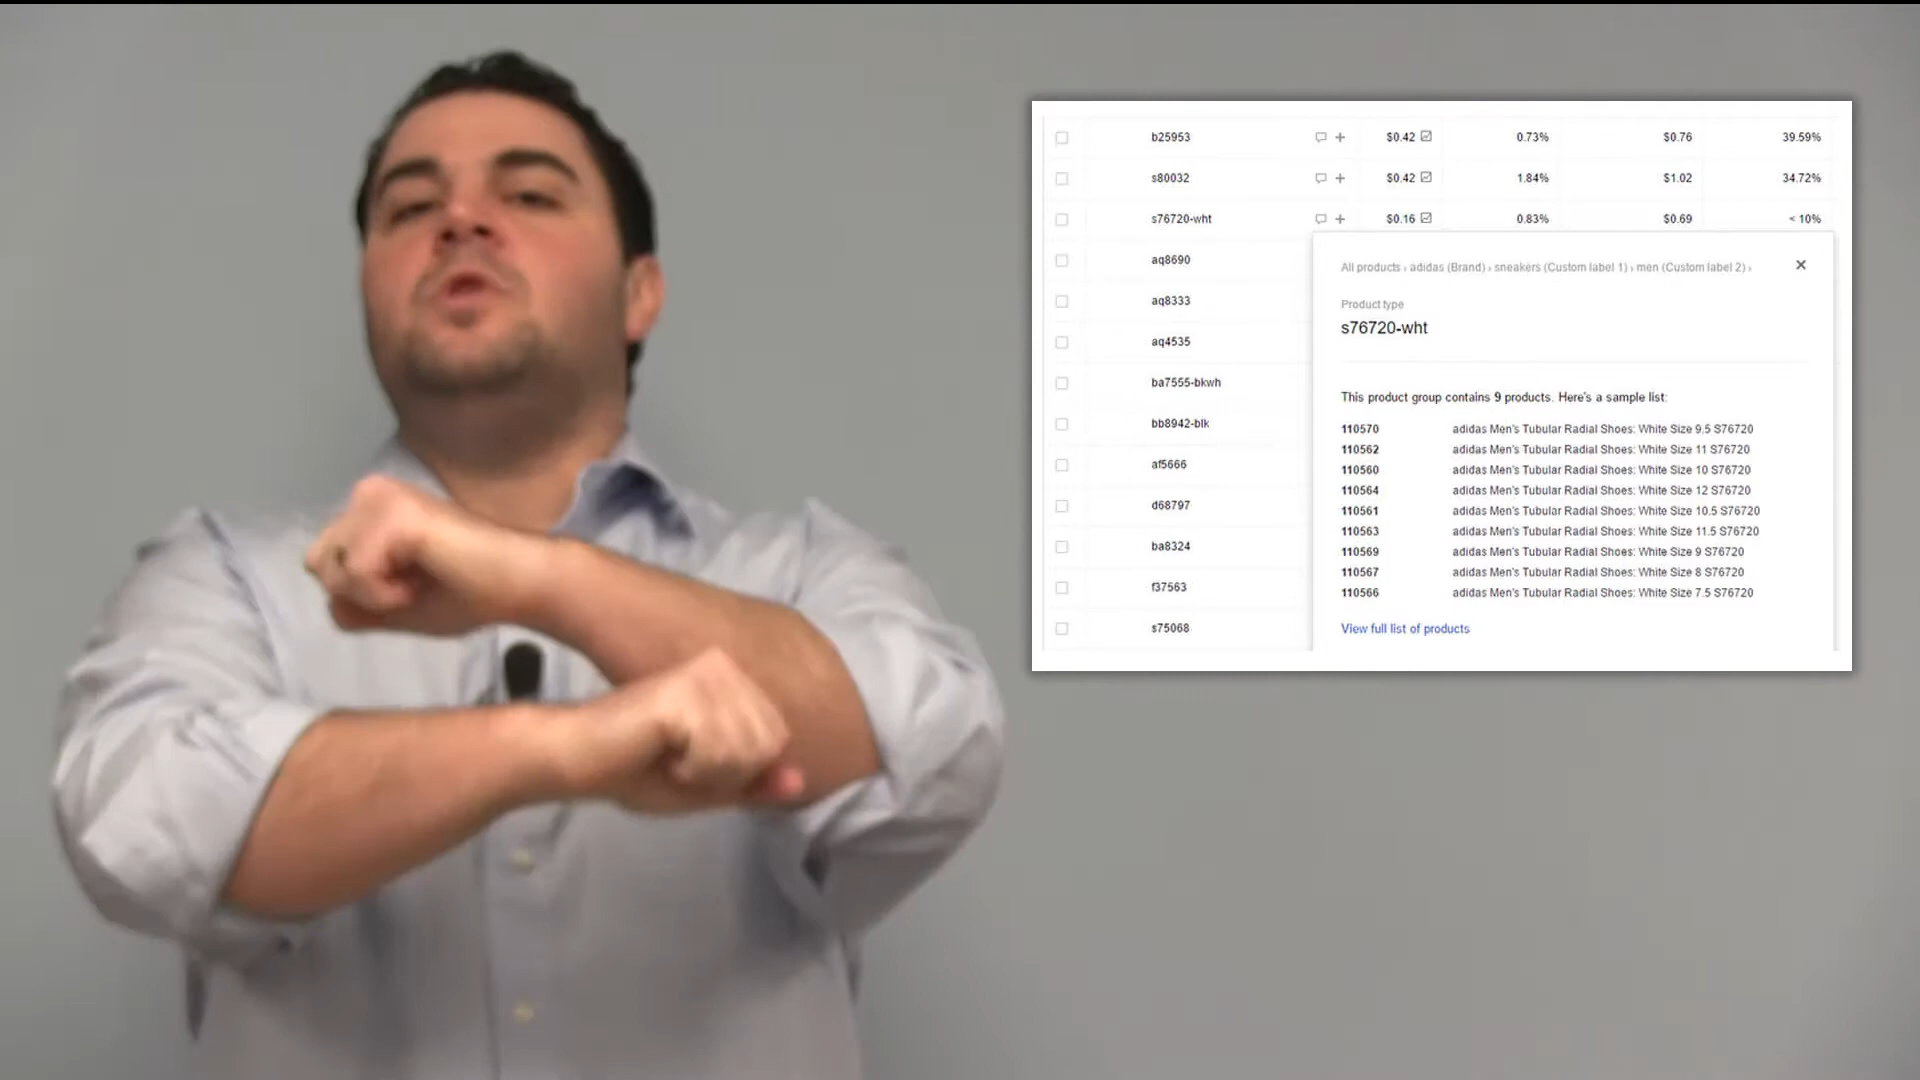 b25953 $0.42 0.73% $0.76 39.59%
s80032 $0.42 1.84% $1.02 34.72%
s76720-wht $0.16 0.83% $0.69 < 10%
aq8690
aq8333
aq4535
ba7555-bkwh
bb8942-blk
af5666
d68797
ba8324
f37563
s75068
All products › adidas (Brand) › sneakers (Custom label 1) › men (Custom label 2) ›
Product type
s76720-wht
This product group contains 9 products. Here's a sample list:
110570 adidas Men's Tubular Radial Shoes: White Size 9.5 S76720
110562 adidas Men's Tubular Radial Shoes: White Size 11 S76720
110560 adidas Men's Tubular Radial Shoes: White Size 10 S76720
110564 adidas Men's Tubular Radial Shoes: White Size 12 S76720
110561 adidas Men's Tubular Radial Shoes: White Size 10.5 S76720
110563 adidas Men's Tubular Radial Shoes: White Size 11.5 S76720
110569 adidas Men's Tubular Radial Shoes: White Size 9 S76720
110567 adidas Men's Tubular Radial Shoes: White Size 8 S76720
110566 adidas Men's Tubular Radial Shoes: White Size 7.5 S76720
View full list of products